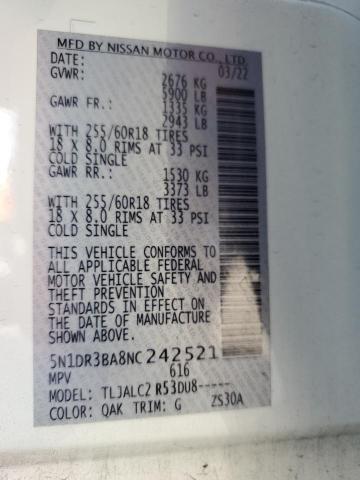 MFD BY NISSAN MOTOR CO., LTD.
DATE: 03/22
GVWR: 2676 KG
5900 LB
GAWR FR.: 1335 KG
2943 LB
WITH 255/60R18 TIRES
18 X 8.0 RIMS AT 33 PSI
COLD SINGLE
GAWR RR.: 1530 KG
3373 LB
WITH 255/60R18 TIRES
18 X 8.0 RIMS AT 33 PSI
COLD SINGLE
THIS VEHICLE CONFORMS TO
ALL APPLICABLE FEDERAL
MOTOR VEHICLE SAFETY AND
THEFT PREVENTION
STANDARDS IN EFFECT ON
THE DATE OF MANUFACTURE
SHOWN ABOVE.
5N1DR3BA8NC242521
MPV 616
MODEL: TLJALC2 R53DU8-----
COLOR: QAK TRIM: G ZS30A